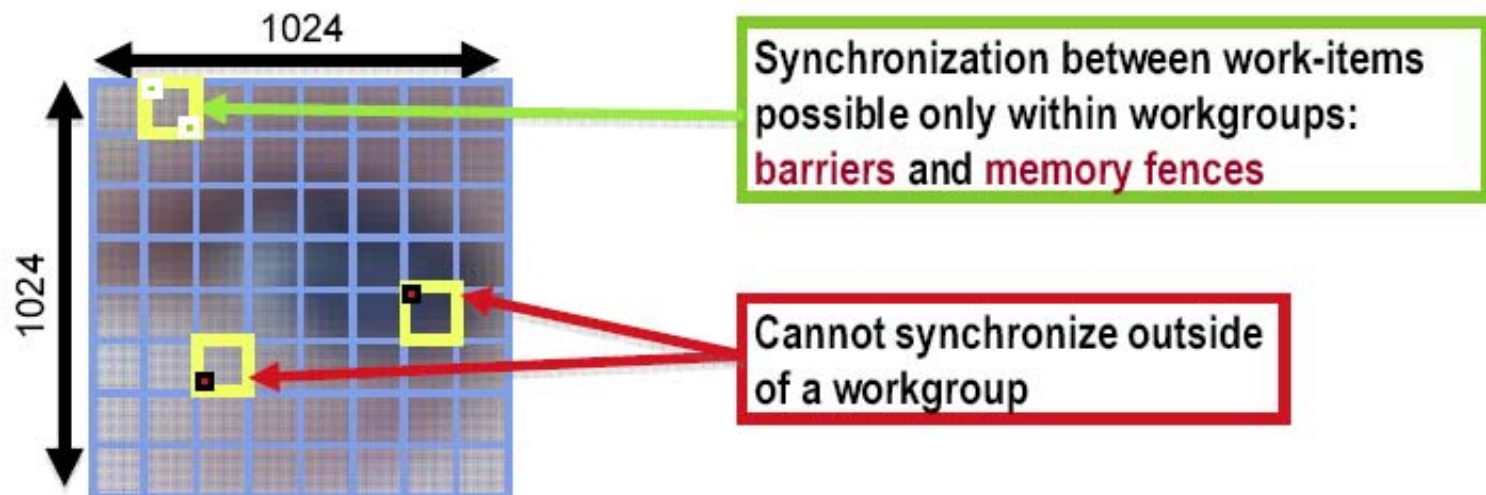 1024
1024
Synchronization between work-items
possible only within workgroups:
barriers and memory fences
Cannot synchronize outside
of a workgroup